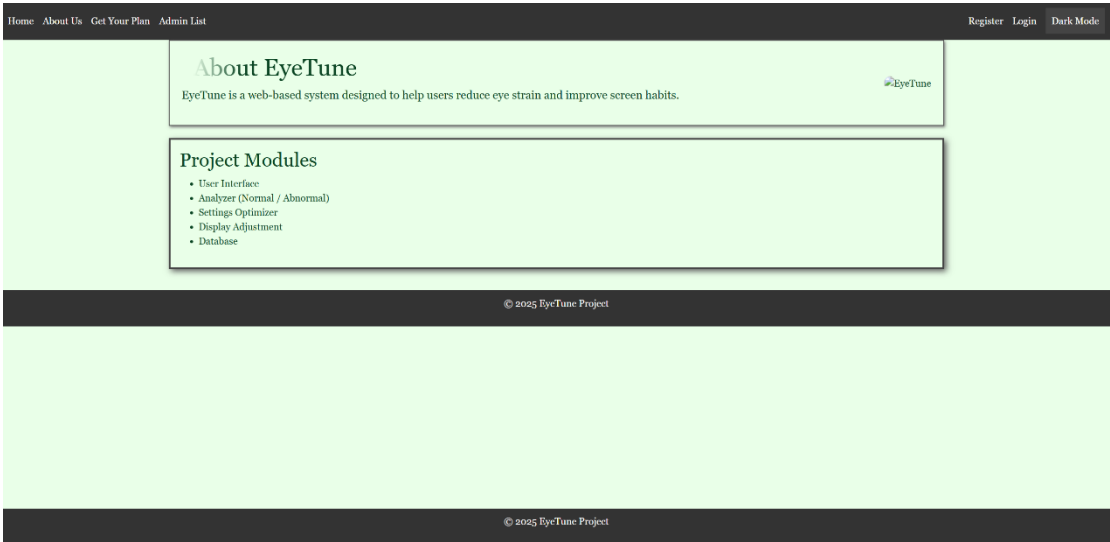 Home About Us Get Your Plan Admin List Register Login Dark Mode
About EyeTune
EyeTune is a web-based system designed to help users reduce eye strain and improve screen habits.
EyeTune
Project Modules
User Interface
Analyzer (Normal / Abnormal)
Settings Optimizer
Display Adjustment
Database
© 2025 EyeTune Project
© 2025 EyeTune Project